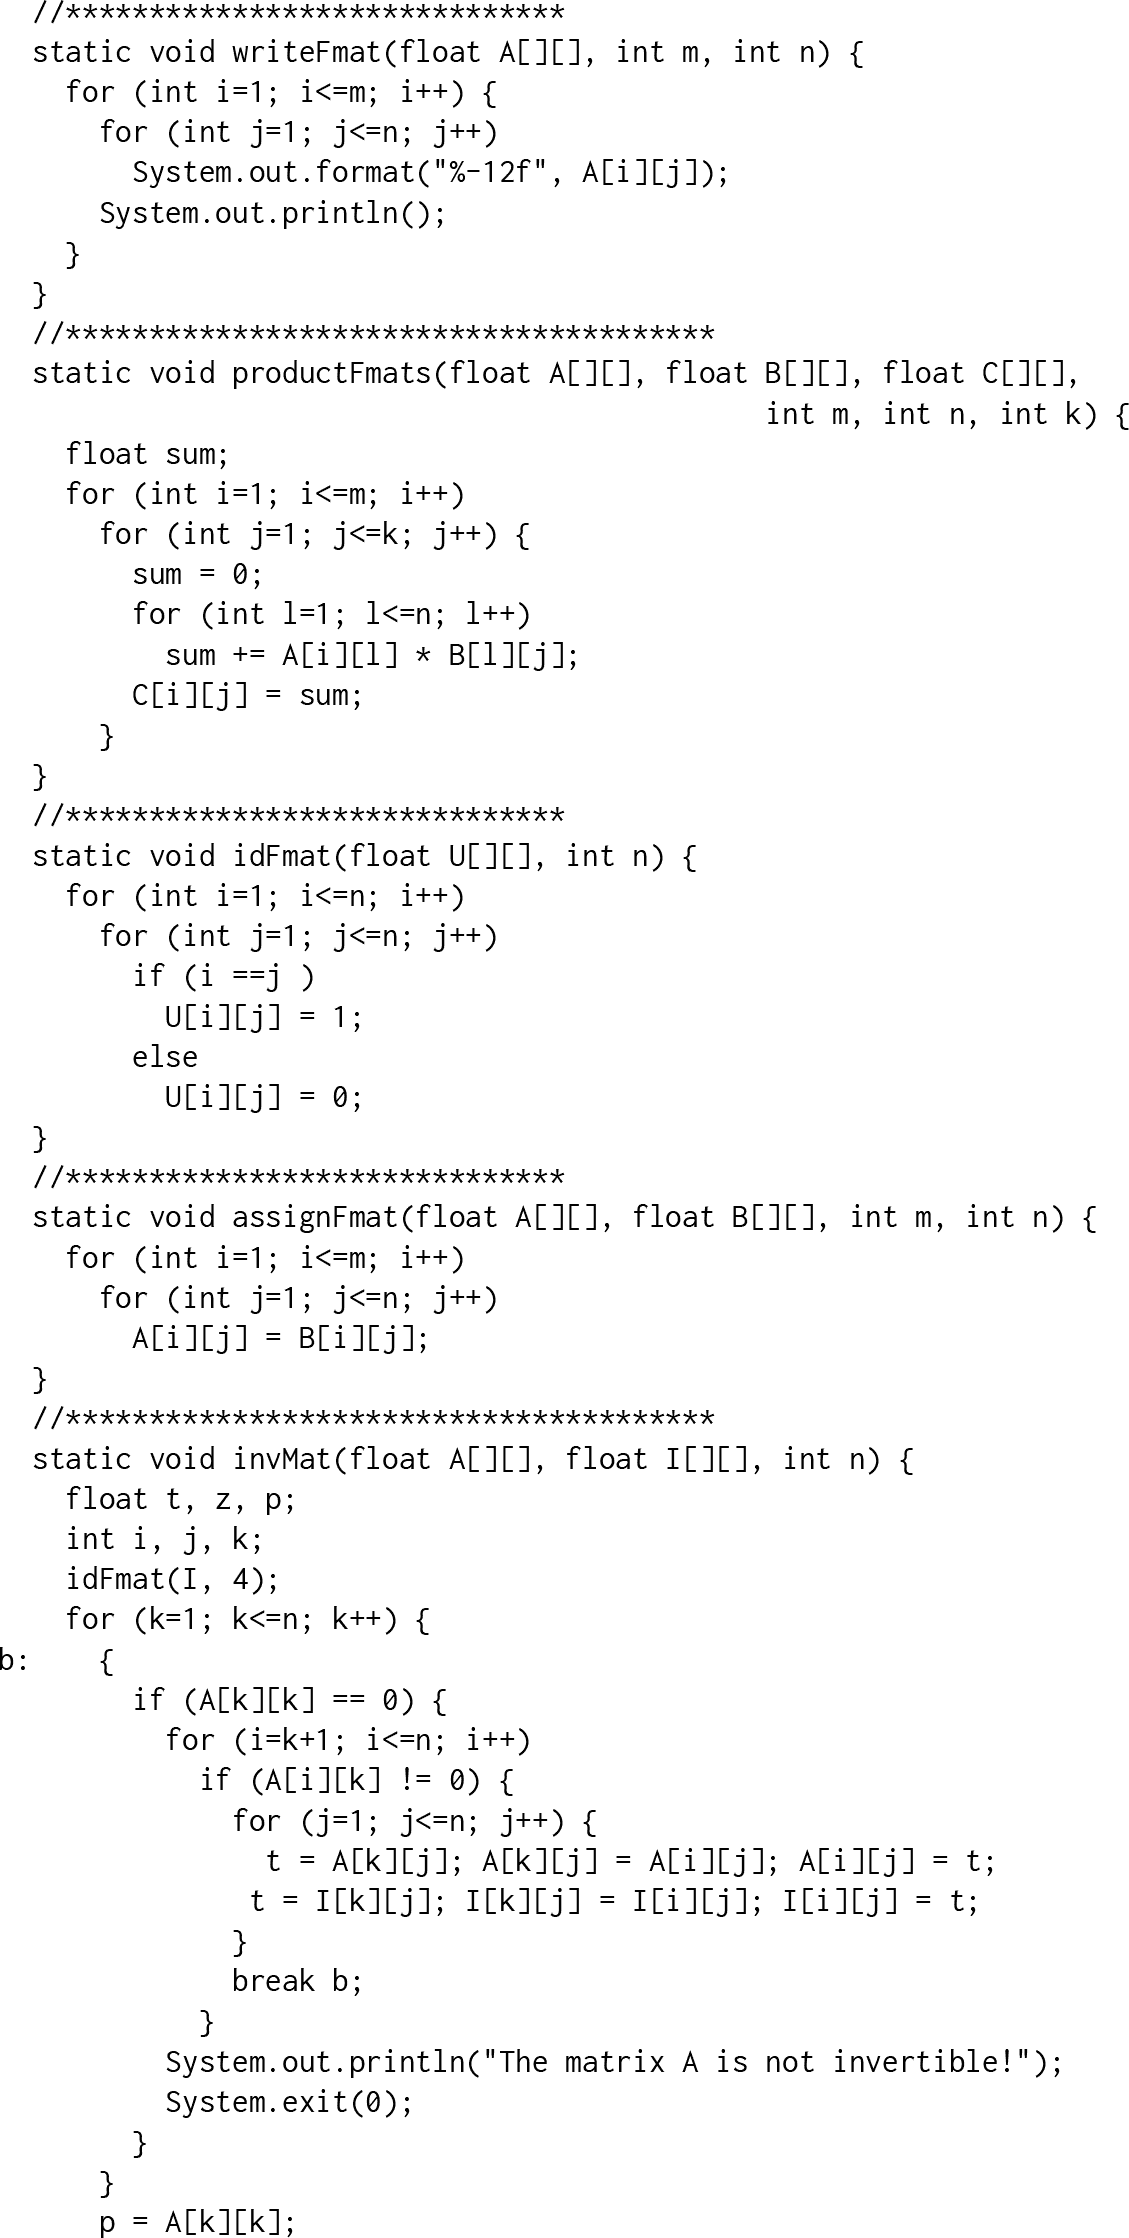 //******************************
static void writeFmat(float A[][], int m, int n) {
  for (int i=1; i<=m; i++) {
    for (int j=1; j<=n; j++)
      System.out.format("%-12f", A[i][j]);
    System.out.println();
  }
}
//***************************************
static void productFmats(float A[][], float B[][], float C[][],
                                            int m, int n, int k) {
  float sum;
  for (int i=1; i<=m; i++)
    for (int j=1; j<=k; j++) {
      sum = 0;
      for (int l=1; l<=n; l++)
        sum += A[i][l] * B[l][j];
      C[i][j] = sum;
    }
}
//******************************
static void idFmat(float U[][], int n) {
  for (int i=1; i<=n; i++)
    for (int j=1; j<=n; j++)
      if (i ==j )
        U[i][j] = 1;
      else
        U[i][j] = 0;
}
//******************************
static void assignFmat(float A[][], float B[][], int m, int n) {
  for (int i=1; i<=m; i++)
    for (int j=1; j<=n; j++)
      A[i][j] = B[i][j];
}
//***************************************
static void invMat(float A[][], float I[][], int n) {
  float t, z, p;
  int i, j, k;
  idFmat(I, 4);
  for (k=1; k<=n; k++) {
b:    {
      if (A[k][k] == 0) {
        for (i=k+1; i<=n; i++)
          if (A[i][k] != 0) {
            for (j=1; j<=n; j++) {
              t = A[k][j]; A[k][j] = A[i][j]; A[i][j] = t;
             t = I[k][j]; I[k][j] = I[i][j]; I[i][j] = t;
            }
            break b;
          }
        System.out.println("The matrix A is not invertible!");
        System.exit(0);
      }
    }
    p = A[k][k];